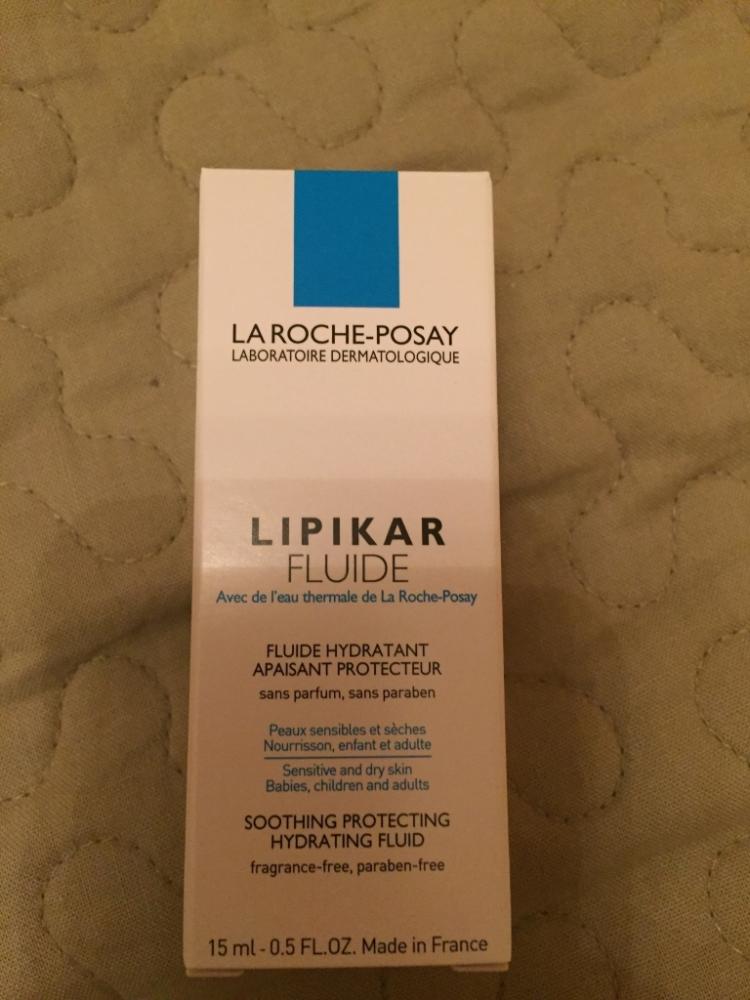 LA ROCHE-POSAY
LABORATOIRE DERMATOLOGIQUE
LIPIKAR
FLUIDE
Avec de l'eau thermale de La Roche-Posay
FLUIDE HYDRATANT
APAISANT PROTECTEUR
sans parfum, sans paraben
Peaux sensibles et sèches
Nourrisson, enfant et adulte
Sensitive and dry skin
Babies, children and adults
SOOTHING PROTECTING
HYDRATING FLUID
fragrance-free, paraben-free
15 ml - 0.5 FL.OZ. Made in France